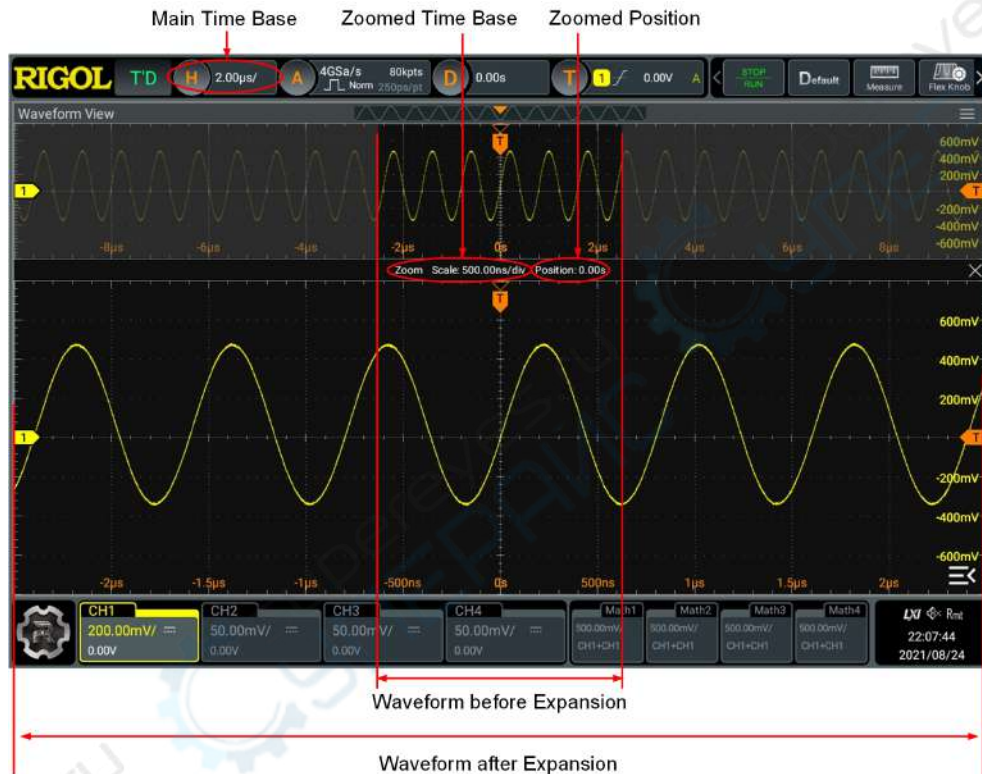 Main Time Base Zoomed Time Base Zoomed Position
RIGOL T'D H 2.00μs/ A 4GSa/s 80kpts Norm 250ps/pt D 0.00s T 1 0.00V A STOP RUN Default Measure Flex Knob
Waveform View
600mV
400mV
200mV
1 T
-200mV
-400mV
-600mV
-8μs -6μs -4μs -2μs 0s 2μs 4μs 6μs 8μs
Zoom Scale: 500.00ns/div Position: 0.00s
T
600mV
400mV
200mV
1 T
-200mV
-400mV
-600mV
-2μs -1.5μs -1μs -500ns 0s 500ns 1μs 1.5μs 2μs
CH1 CH2 CH3 CH4 Math1 Math2 Math3 Math4
200.00mV/ 50.00mV/ 50.00mV/ 50.00mV/ 500.00mV/ 500.00mV/ 500.00mV/ 500.00mV/
0.00V 0.00V 0.00V 0.00V CH1+CH1 CH1+CH1 CH1+CH1 CH1+CH1
LXI Rmt
22:07:44
2021/08/24
Waveform before Expansion
Waveform after Expansion